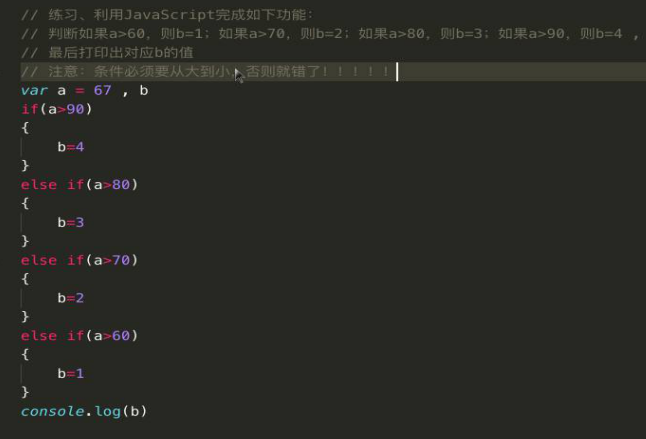 // 练习、利用JavaScript完成如下功能：
// 判断如果a>60，则b=1；如果a>70，则b=2；如果a>80，则b=3；如果a>90，则b=4 ，
// 最后打印出对应b的值
// 注意：条件必须要从大到小，否则就错了！！！！！
var a = 67 , b
if(a>90)
{
    b=4
}
else if(a>80)
{
    b=3
}
else if(a>70)
{
    b=2
}
else if(a>60)
{
    b=1
}
console.log(b)